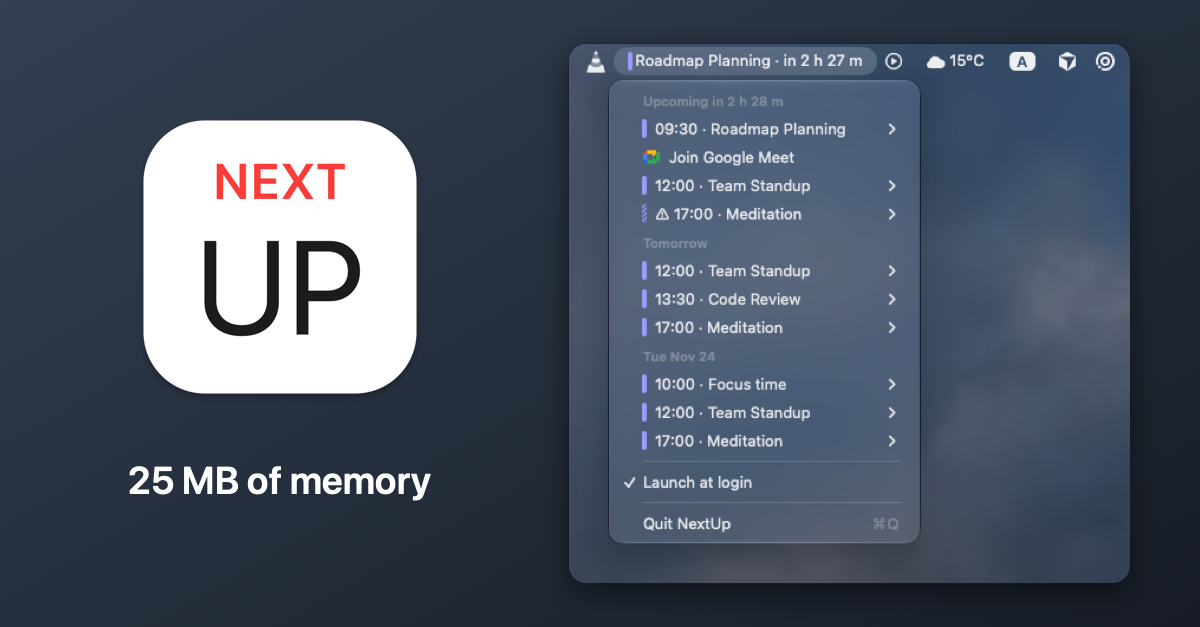 NEXT
UP
25 MB of memory
Roadmap Planning · in 2 h 27 m
15°C
A
Upcoming in 2 h 28 m
09:30 · Roadmap Planning
Join Google Meet
12:00 · Team Standup
17:00 · Meditation
Tomorrow
12:00 · Team Standup
13:30 · Code Review
17:00 · Meditation
Tue Nov 24
10:00 · Focus time
12:00 · Team Standup
17:00 · Meditation
✓ Launch at login
Quit NextUp ⌘Q